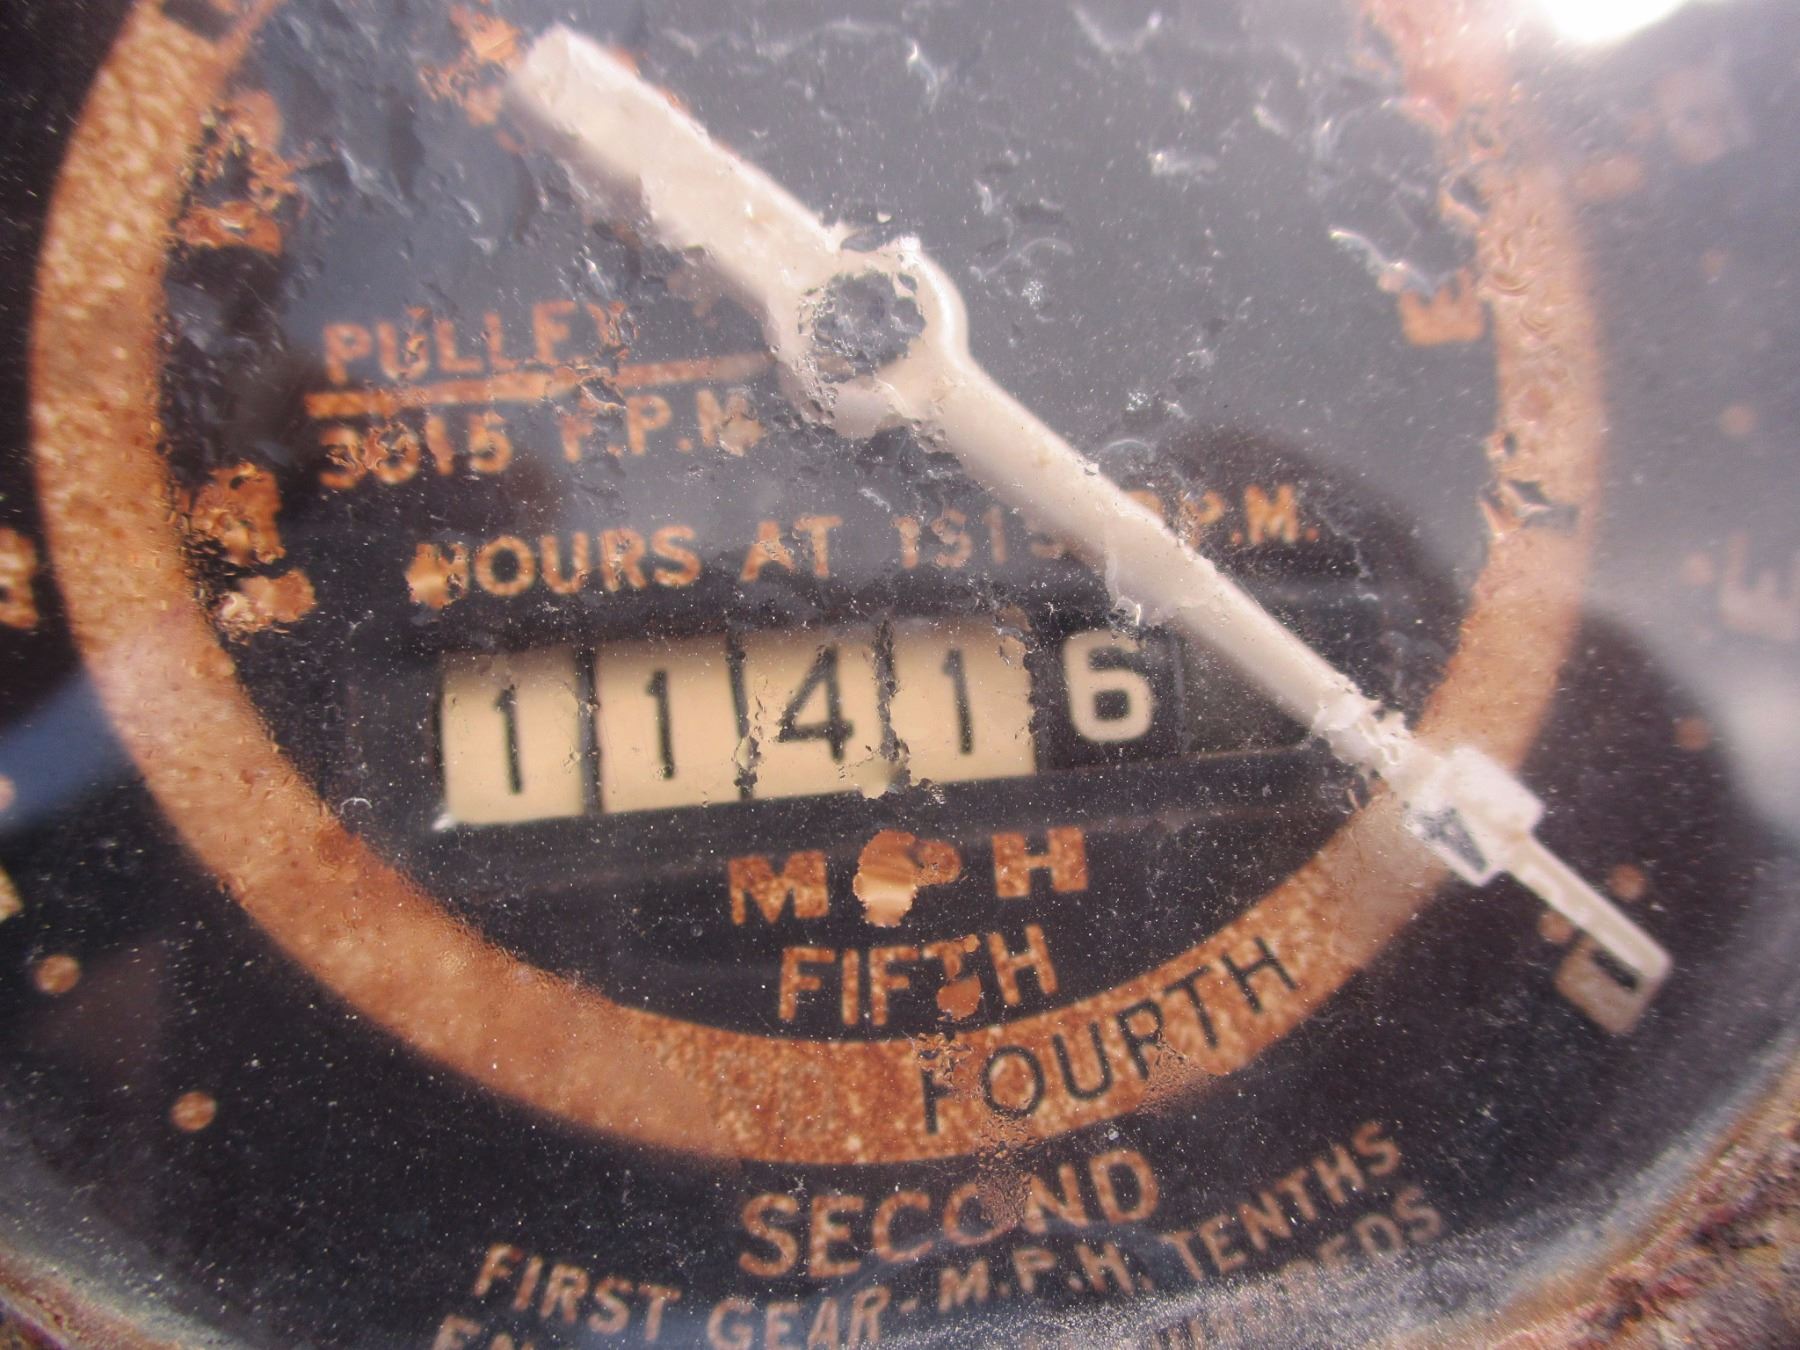 PULLEY
F.P.M.
HOURS AT
11416
MPH
FIFTH
FOURTH
SECOND
FIRST GEAR-M.P.H. TENTHS